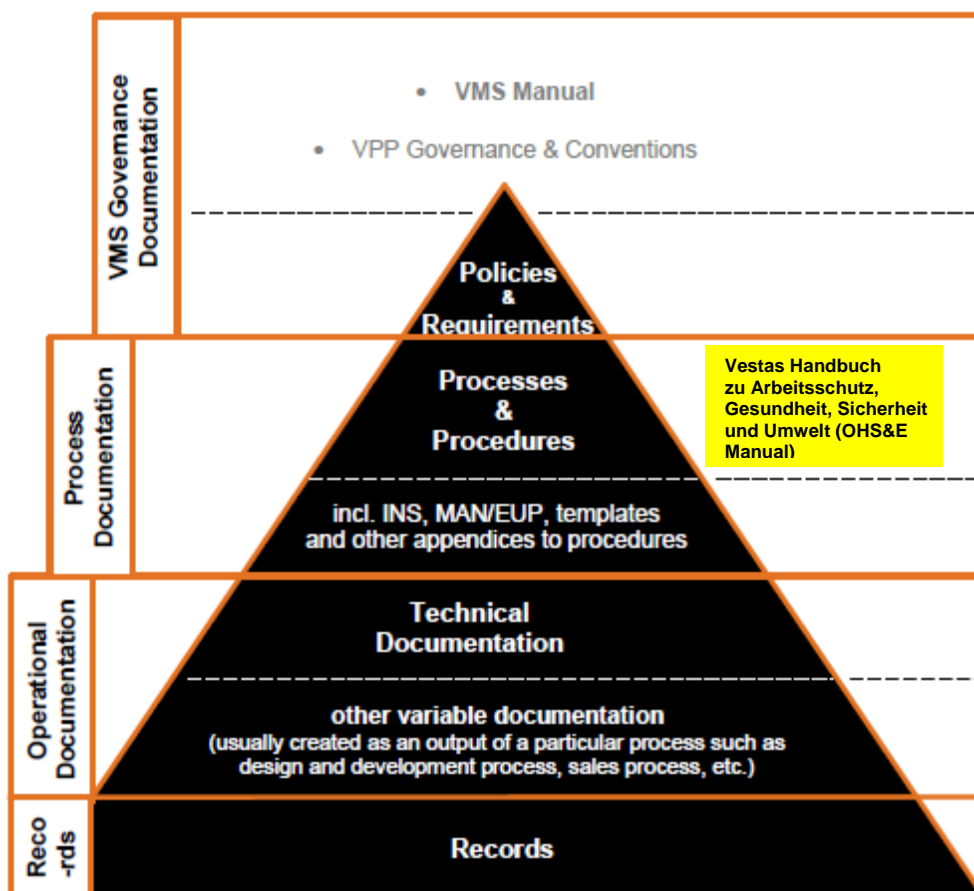 VMS Governance
Documentation
• VMS Manual
• VPP Governance & Conventions
Policies
&
Requirements
Process
Documentation
Processes
&
Procedures
Vestas Handbuch
zu Arbeitsschutz,
Gesundheit, Sicherheit
und Umwelt (OHS&E
Manual)
incl. INS, MAN/EUP, templates
and other appendices to procedures
Operational
Documentation
Technical
Documentation
other variable documentation
(usually created as an output of a particular process such as
design and development process, sales process, etc.)
Reco
-rds
Records